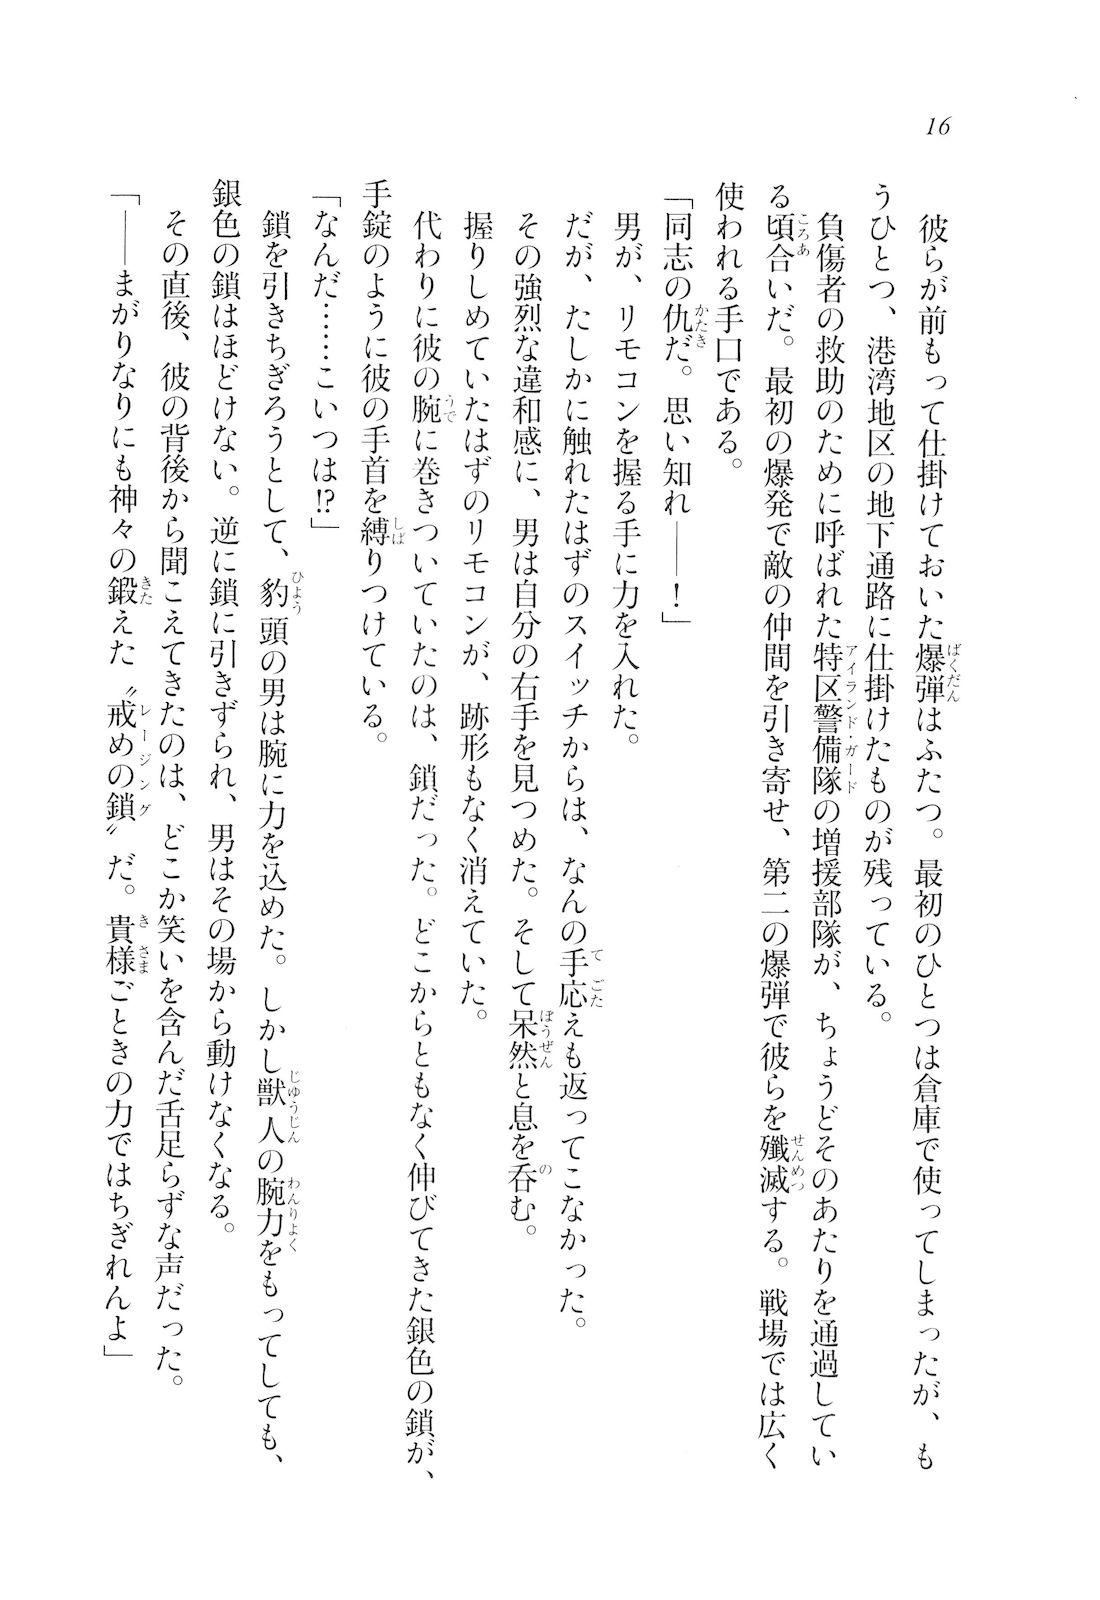 16
彼らが前もって仕掛けておいた爆弾はふたつ。最初のひとつは倉庫で使ってしまったが、も
うひとつ、港湾地区の地下通路に仕掛けたものが残っている。
負傷者の救助のために呼ばれた特区警備隊の増援部隊が、ちょうどそのあたりを通過してい
る頃合いだ。最初の爆発で敵の仲間を引き寄せ、第二の爆弾で彼らを殲滅する。戦場では広く
使われる手口である。
「同志の仇だ。思い知れ――！」
男が、リモコンを握る手に力を入れた。
だが、たしかに触れたはずのスイッチからは、なんの手応えも返ってこなかった。
その強烈な違和感に、男は自分の右手を見つめた。そして呆然と息を呑む。
握りしめていたはずのリモコンが、跡形もなく消えていた。
代わりに彼の腕に巻きついていたのは、鎖だった。どこからともなく伸びてきた銀色の鎖が、
手錠のように彼の手首を縛りつけている。
「なんだ……こいつは!?」
鎖を引きちぎろうとして、豹頭の男は腕に力を込めた。しかし獣人の腕力をもってしても、
銀色の鎖はほどけない。逆に鎖に引きずられ、男はその場から動けなくなる。
その直後、彼の背後から聞こえてきたのは、どこか笑いを含んだ舌足らずな声だった。
「――まがりなりにも神々の鍛えた〝戒めの鎖〟だ。貴様ごときの力ではちぎれんよ」